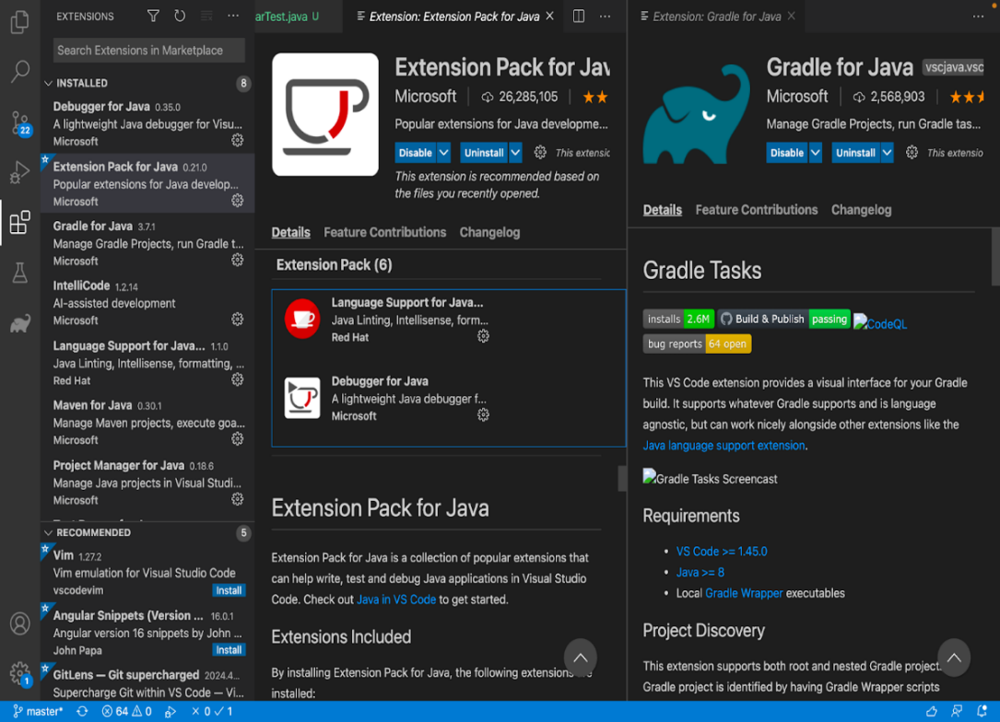 EXTENSIONS
Search Extensions in Marketplace
INSTALLED 8
Debugger for Java 0.35.0
A lightweight Java debugger for Visu...
Microsoft
Extension Pack for Java 0.21.0
Popular extensions for Java develop...
Microsoft
Gradle for Java 3.7.1
Manage Gradle Projects, run Gradle t...
Microsoft
IntelliCode 1.2.14
AI-assisted development
Microsoft
Language Support for Java... 1.1.0
Java Linting, Intellisense, formatting, ...
Red Hat
Maven for Java 0.30.1
Manage Maven projects, execute goa...
Microsoft
Project Manager for Java 0.18.6
Manage Java projects in Visual Studi...
Microsoft
RECOMMENDED 5
Vim 1.27.2
Vim emulation for Visual Studio Code
vscodevim Install
Angular Snippets (Version ... 16.0.1
Angular version 16 snippets by John ...
John Papa Install
GitLens — Git supercharged 2024.4...
Supercharge Git within VS Code — Vi...
22
1
arTest.java U
Extension: Extension Pack for Java
Extension Pack for Jav
Microsoft 26,285,105
Popular extensions for Java developme...
Disable Uninstall This extensic
This extension is recommended based on
the files you recently opened.
Details Feature Contributions Changelog
Extension Pack (6)
Language Support for Java...
Java Linting, Intellisense, form...
Red Hat
Debugger for Java
A lightweight Java debugger f...
Microsoft
Extension Pack for Java
Extension Pack for Java is a collection of popular extensions that
can help write, test and debug Java applications in Visual Studio
Code. Check out Java in VS Code to get started.
Extensions Included
By installing Extension Pack for Java, the following extensions
installed:
Extension: Gradle for Java
Gradle for Java vscjava.vsc
Microsoft 2,568,903
Manage Gradle Projects, run Gradle tas...
Disable Uninstall This extensio
Details Feature Contributions Changelog
Gradle Tasks
installs 2.6M Build & Publish passing CodeQL
bug reports 64 open
This VS Code extension provides a visual interface for your Gradle
build. It supports whatever Gradle supports and is language
agnostic, but can work nicely alongside other extensions like the
Java language support extension.
Gradle Tasks Screencast
Requirements
• VS Code >= 1.45.0
• Java >= 8
• Local Gradle Wrapper executables
Project Discovery
This extension supports both root and nested Gradle project
Gradle project is identified by having Gradle Wrapper scripts
master* 64 0 0 1